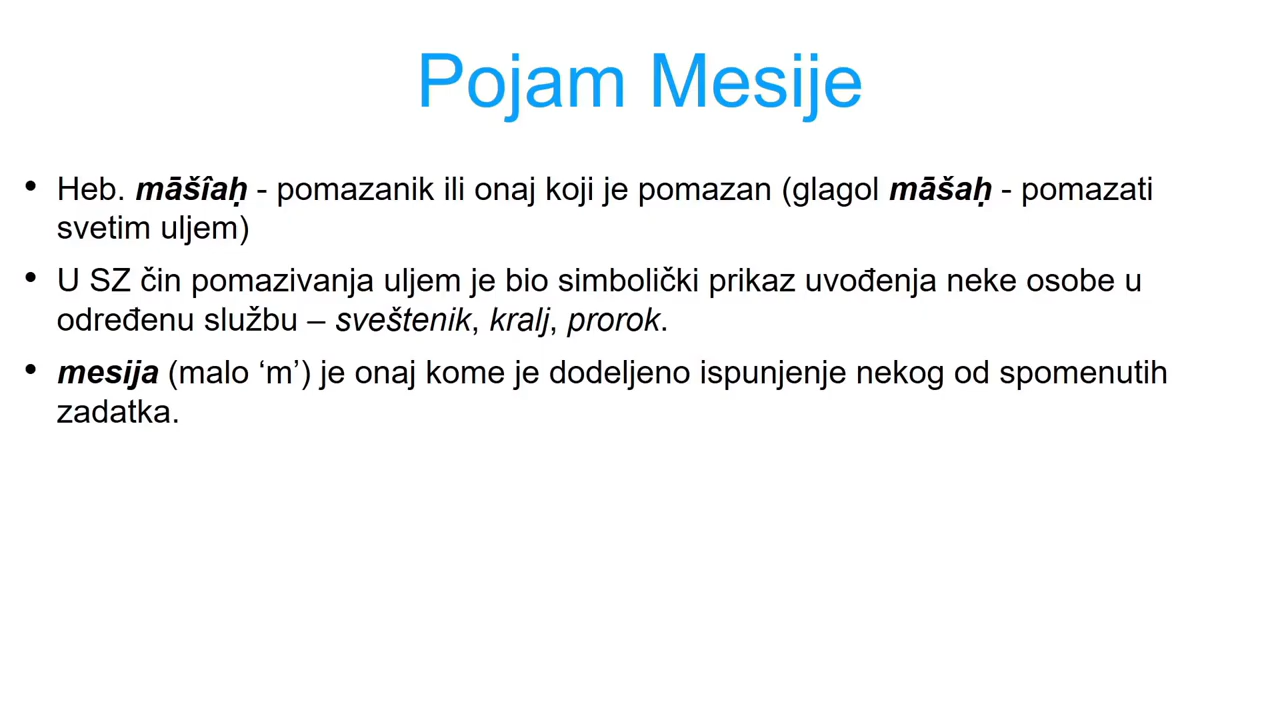 Pojam Mesije
• Heb. māšîaḥ - pomazanik ili onaj koji je pomazan (glagol māšaḥ - pomazati
svetim uljem)
• U SZ čin pomazivanja uljem je bio simbolički prikaz uvođenja neke osobe u
određenu službu – sveštenik, kralj, prorok.
• mesija (malo ‘m’) je onaj kome je dodeljeno ispunjenje nekog od spomenutih
zadatka.